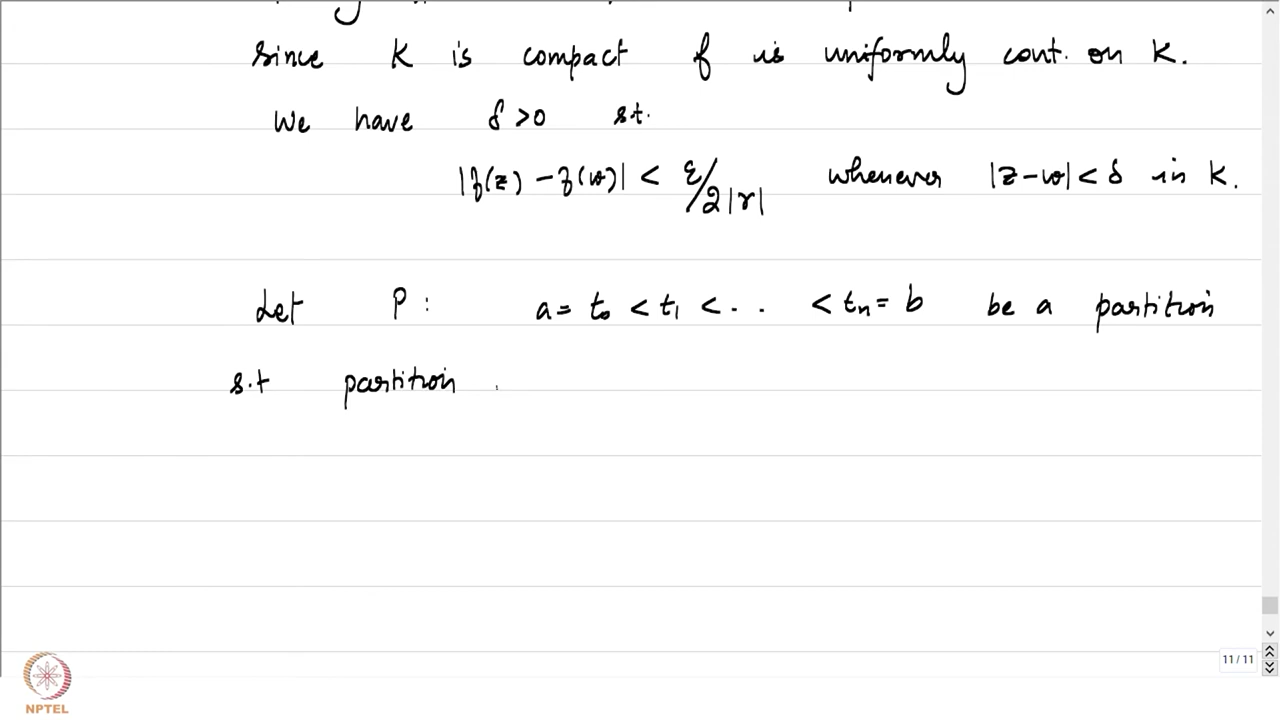 since K is compact f is uniformly cont. on K.
We have δ>0 s.t.
|f(z) - f(w)| < ε/2|γ| whenever |z-w| < δ in K.
Let P: a = t₀ < t₁ < . . < tₙ = b be a partition
s.t partition
11 / 11
NPTEL